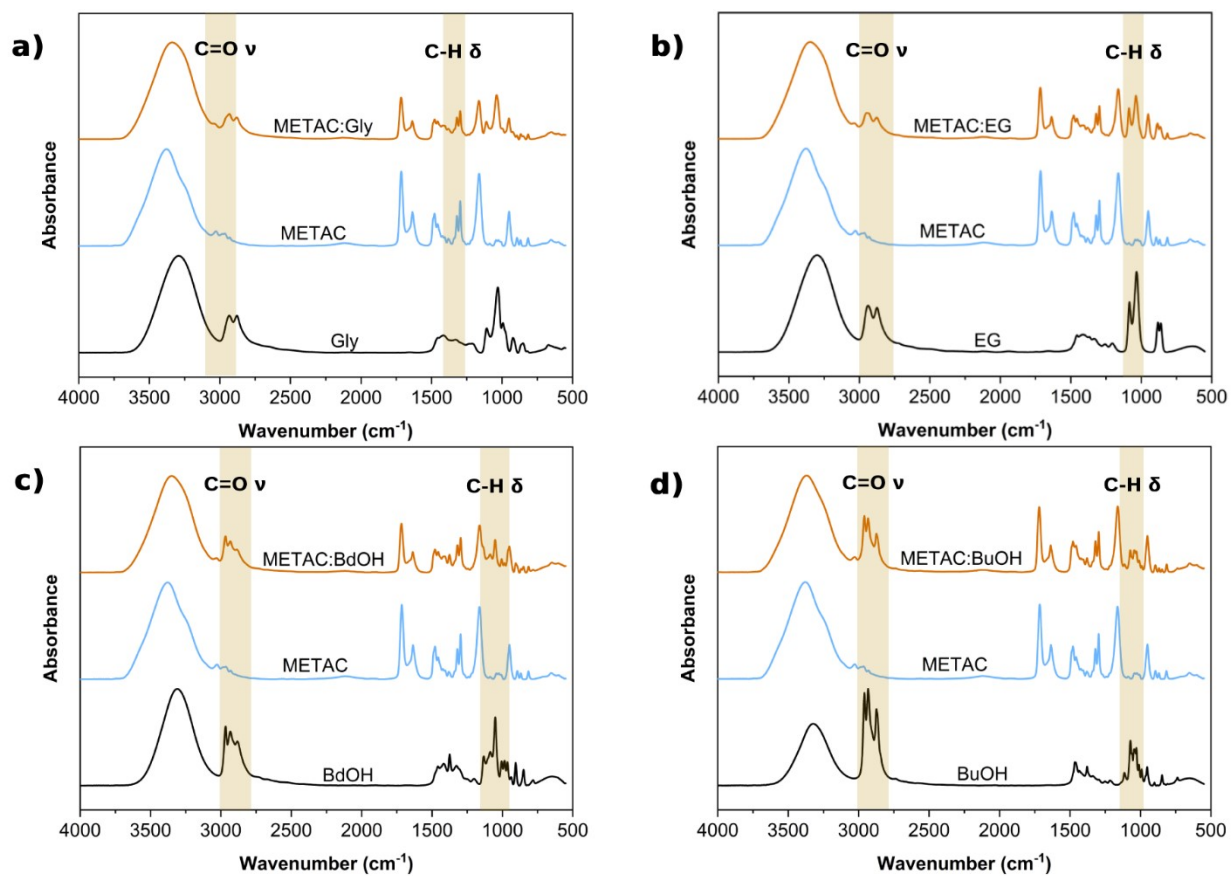 a)
C=O ν
C-H δ
METAC:Gly
METAC
Gly
Absorbance
4000 3500 3000 2500 2000 1500 1000 500
Wavenumber (cm⁻¹)
b)
C=O ν
C-H δ
METAC:EG
METAC
EG
Absorbance
4000 3500 3000 2500 2000 1500 1000 500
Wavenumber (cm⁻¹)
c)
C=O ν
C-H δ
METAC:BdOH
METAC
BdOH
Absorbance
4000 3500 3000 2500 2000 1500 1000 500
Wavenumber (cm⁻¹)
d)
C=O ν
C-H δ
METAC:BuOH
METAC
BuOH
Absorbance
4000 3500 3000 2500 2000 1500 1000 500
Wavenumber (cm⁻¹)